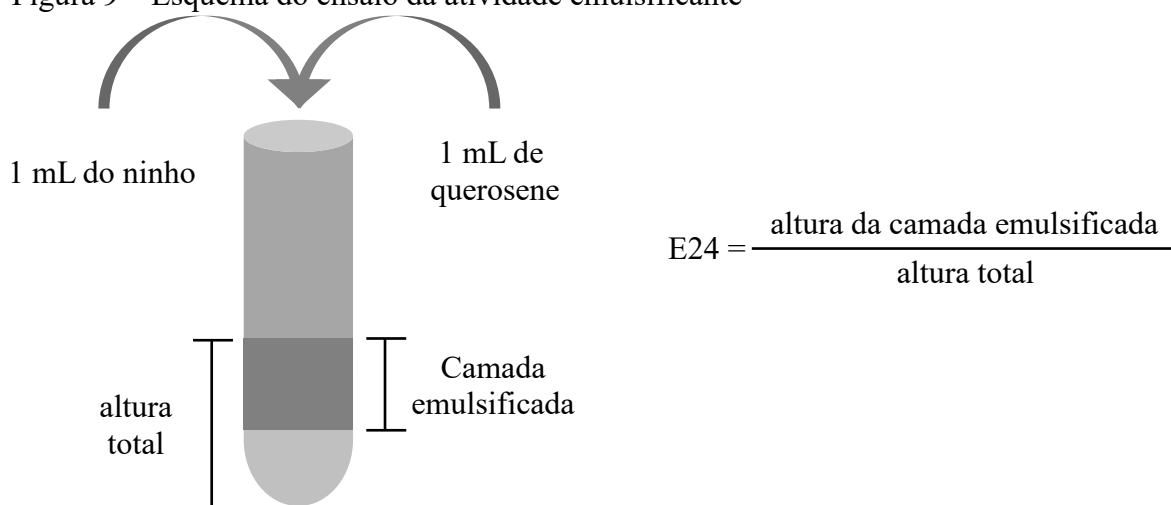 Figura 9 – Esquema do ensaio da atividade emulsificante
1 mL do ninho
1 mL de
querosene
E24 =
altura da camada emulsificada
altura total
Camada
emulsificada
altura
total